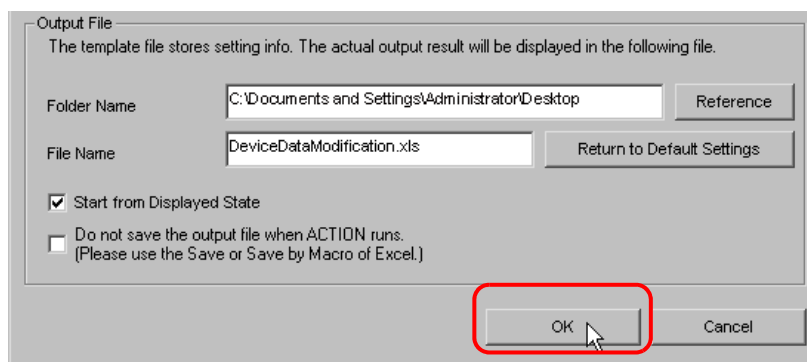 Output File
The template file stores setting info. The actual output result will be displayed in the following file.
Folder Name
C:\Documents and Settings\Administrator\Desktop
Reference
File Name
DeviceDataModification.xls
Return to Default Settings
Start from Displayed State
Do not save the output file when ACTION runs.
(Please use the Save or Save by Macro of Excel.)
OK
Cancel